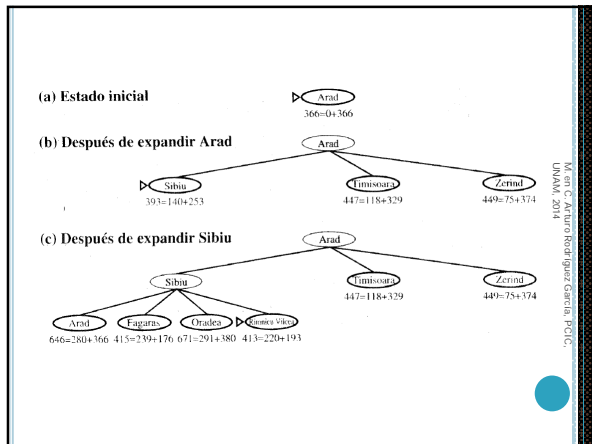 (a) Estado inicial
Arad
366=0+366
(b) Después de expandir Arad
Arad
Sibiu
Timisoara
Zerind
393=140+253
447=118+329
449=75+374
(c) Después de expandir Sibiu
Arad
Sibiu
Timisoara
Zerind
447=118+329
449=75+374
Arad
Fagaras
Oradea
Rimnicu Vilcea
646=280+366
415=239+176
671=291+380
413=220+193
M. en C. Arturo Rodríguez García, PCIC,
UNAM, 2014